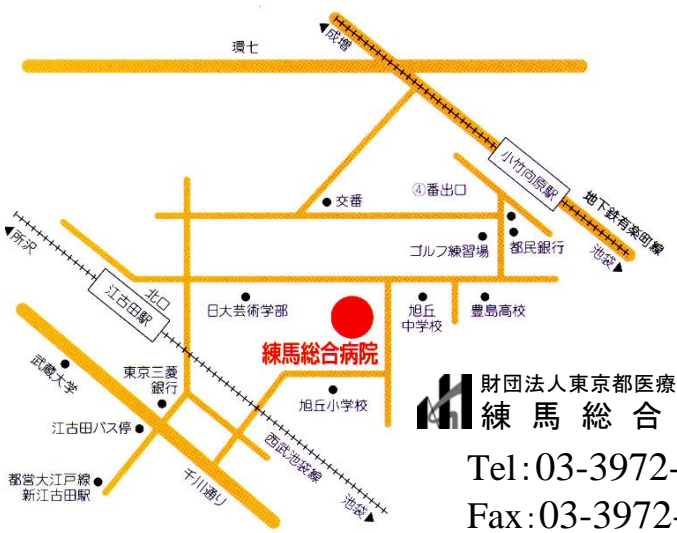 成増
環七
小竹向原駅
④番出口
交番
地下鉄有楽町線
都民銀行
ゴルフ練習場
池袋
所沢
北口
江古田駅
日大芸術学部
旭丘
中学校
豊島高校
練馬総合病院
武蔵大学
東京三菱
銀行
旭丘小学校
江古田バス停
西武池袋線
都営大江戸線
新江古田駅
千川通り
池袋
財団法人東京都医療
練馬総合
Tel:03-3972-
Fax:03-3972-